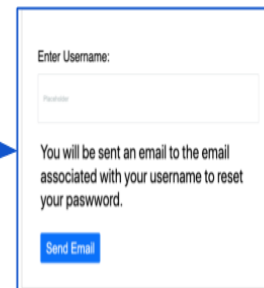 Enter Username:
Placeholder
You will be sent an email to the email
associated with your username to reset
your paswword.
Send Email